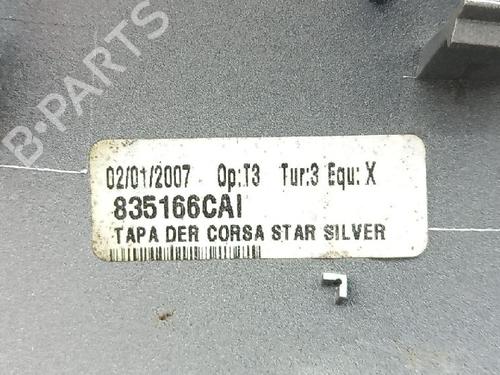 B-PARTS
02/01/2007 Op:T3 Tur:3 Equ: X
835166CAI
TAPA DER CORSA STAR SILVER